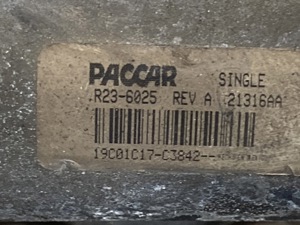 PACCAR SINGLE
R23-6025 REV A 21316AA
19C01C17-C3842--